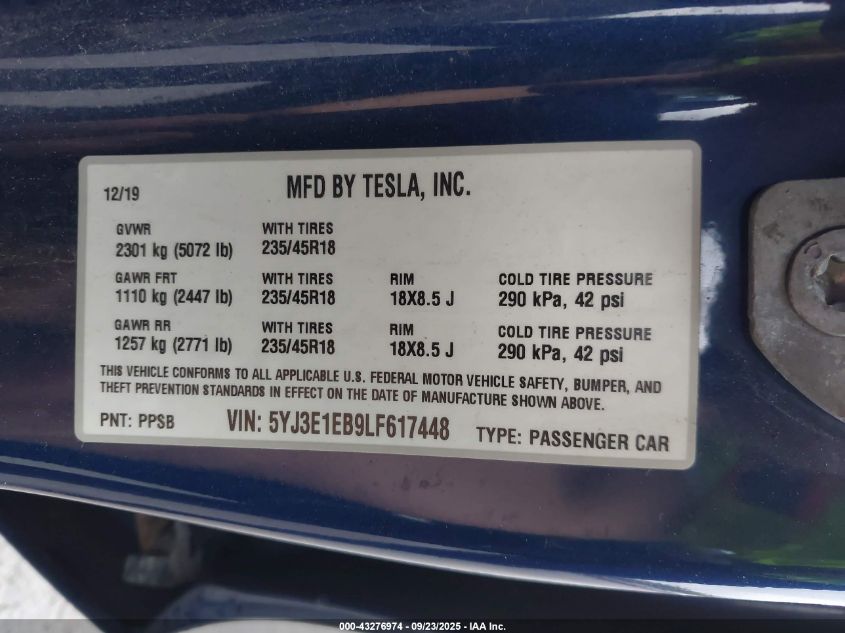 12/19 MFD BY TESLA, INC.
GVWR WITH TIRES
2301 kg (5072 lb) 235/45R18
GAWR FRT WITH TIRES RIM COLD TIRE PRESSURE
1110 kg (2447 lb) 235/45R18 18X8.5 J 290 kPa, 42 psi
GAWR RR WITH TIRES RIM COLD TIRE PRESSURE
1257 kg (2771 lb) 235/45R18 18X8.5 J 290 kPa, 42 psi
THIS VEHICLE CONFORMS TO ALL APPLICABLE U.S. FEDERAL MOTOR VEHICLE SAFETY, BUMPER, AND
THEFT PREVENTION STANDARDS IN EFFECT ON THE DATE OF MANUFACTURE SHOWN ABOVE.
PNT: PPSB VIN: 5YJ3E1EB9LF617448 TYPE: PASSENGER CAR
000-43276974 - 09/23/2025 - IAA Inc.